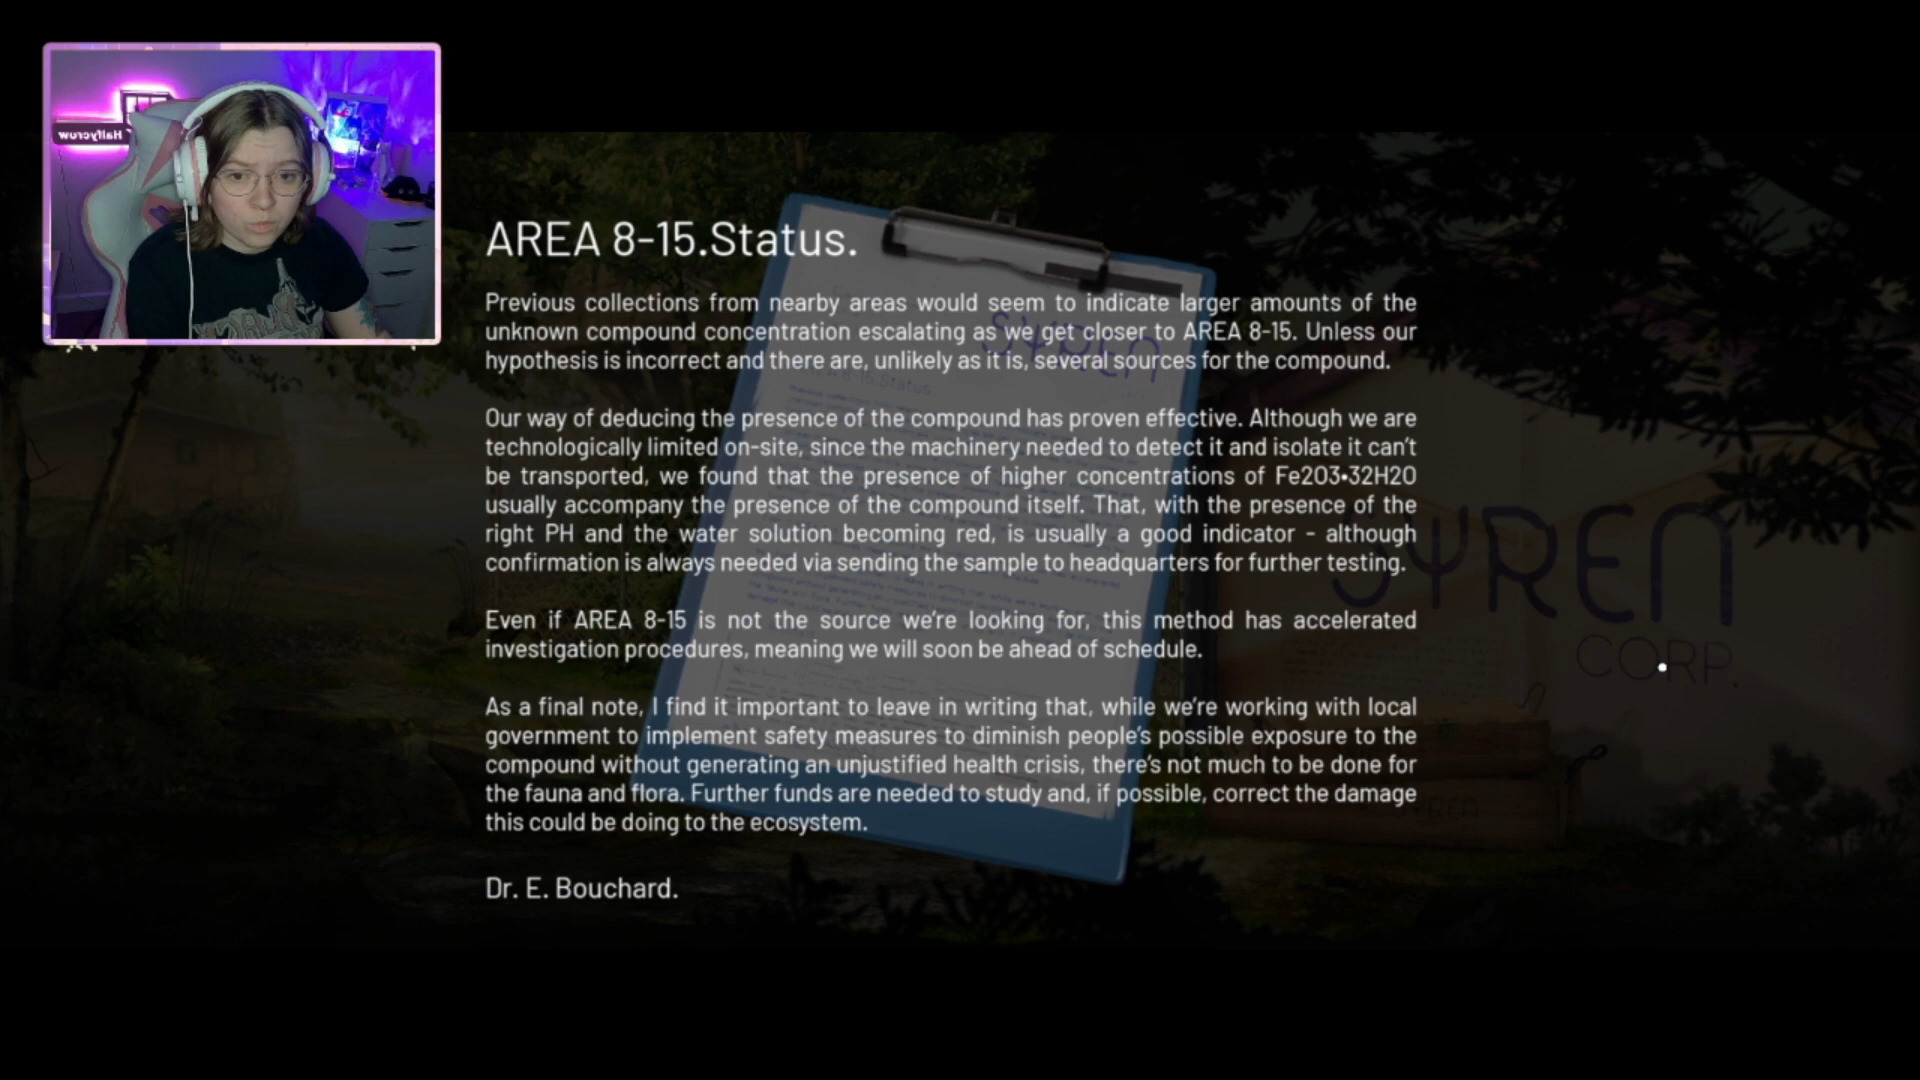 Halfycrow
AREA 8-15.Status.
Previous collections from nearby areas would seem to indicate larger amounts of the
unknown compound concentration escalating as we get closer to AREA 8-15. Unless our
hypothesis is incorrect and there are, unlikely as it is, several sources for the compound.
Our way of deducing the presence of the compound has proven effective. Although we are
technologically limited on-site, since the machinery needed to detect it and isolate it can't
be transported, we found that the presence of higher concentrations of Fe2O3•32H2O
usually accompany the presence of the compound itself. That, with the presence of the
right PH and the water solution becoming red, is usually a good indicator - although
confirmation is always needed via sending the sample to headquarters for further testing.
Even if AREA 8-15 is not the source we're looking for, this method has accelerated
investigation procedures, meaning we will soon be ahead of schedule.
As a final note, I find it important to leave in writing that, while we're working with local
government to implement safety measures to diminish people's possible exposure to the
compound without generating an unjustified health crisis, there's not much to be done for
the fauna and flora. Further funds are needed to study and, if possible, correct the damage
this could be doing to the ecosystem.
Dr. E. Bouchard.
SYREN
AREA 8-15.Status
SYREN
CORP.